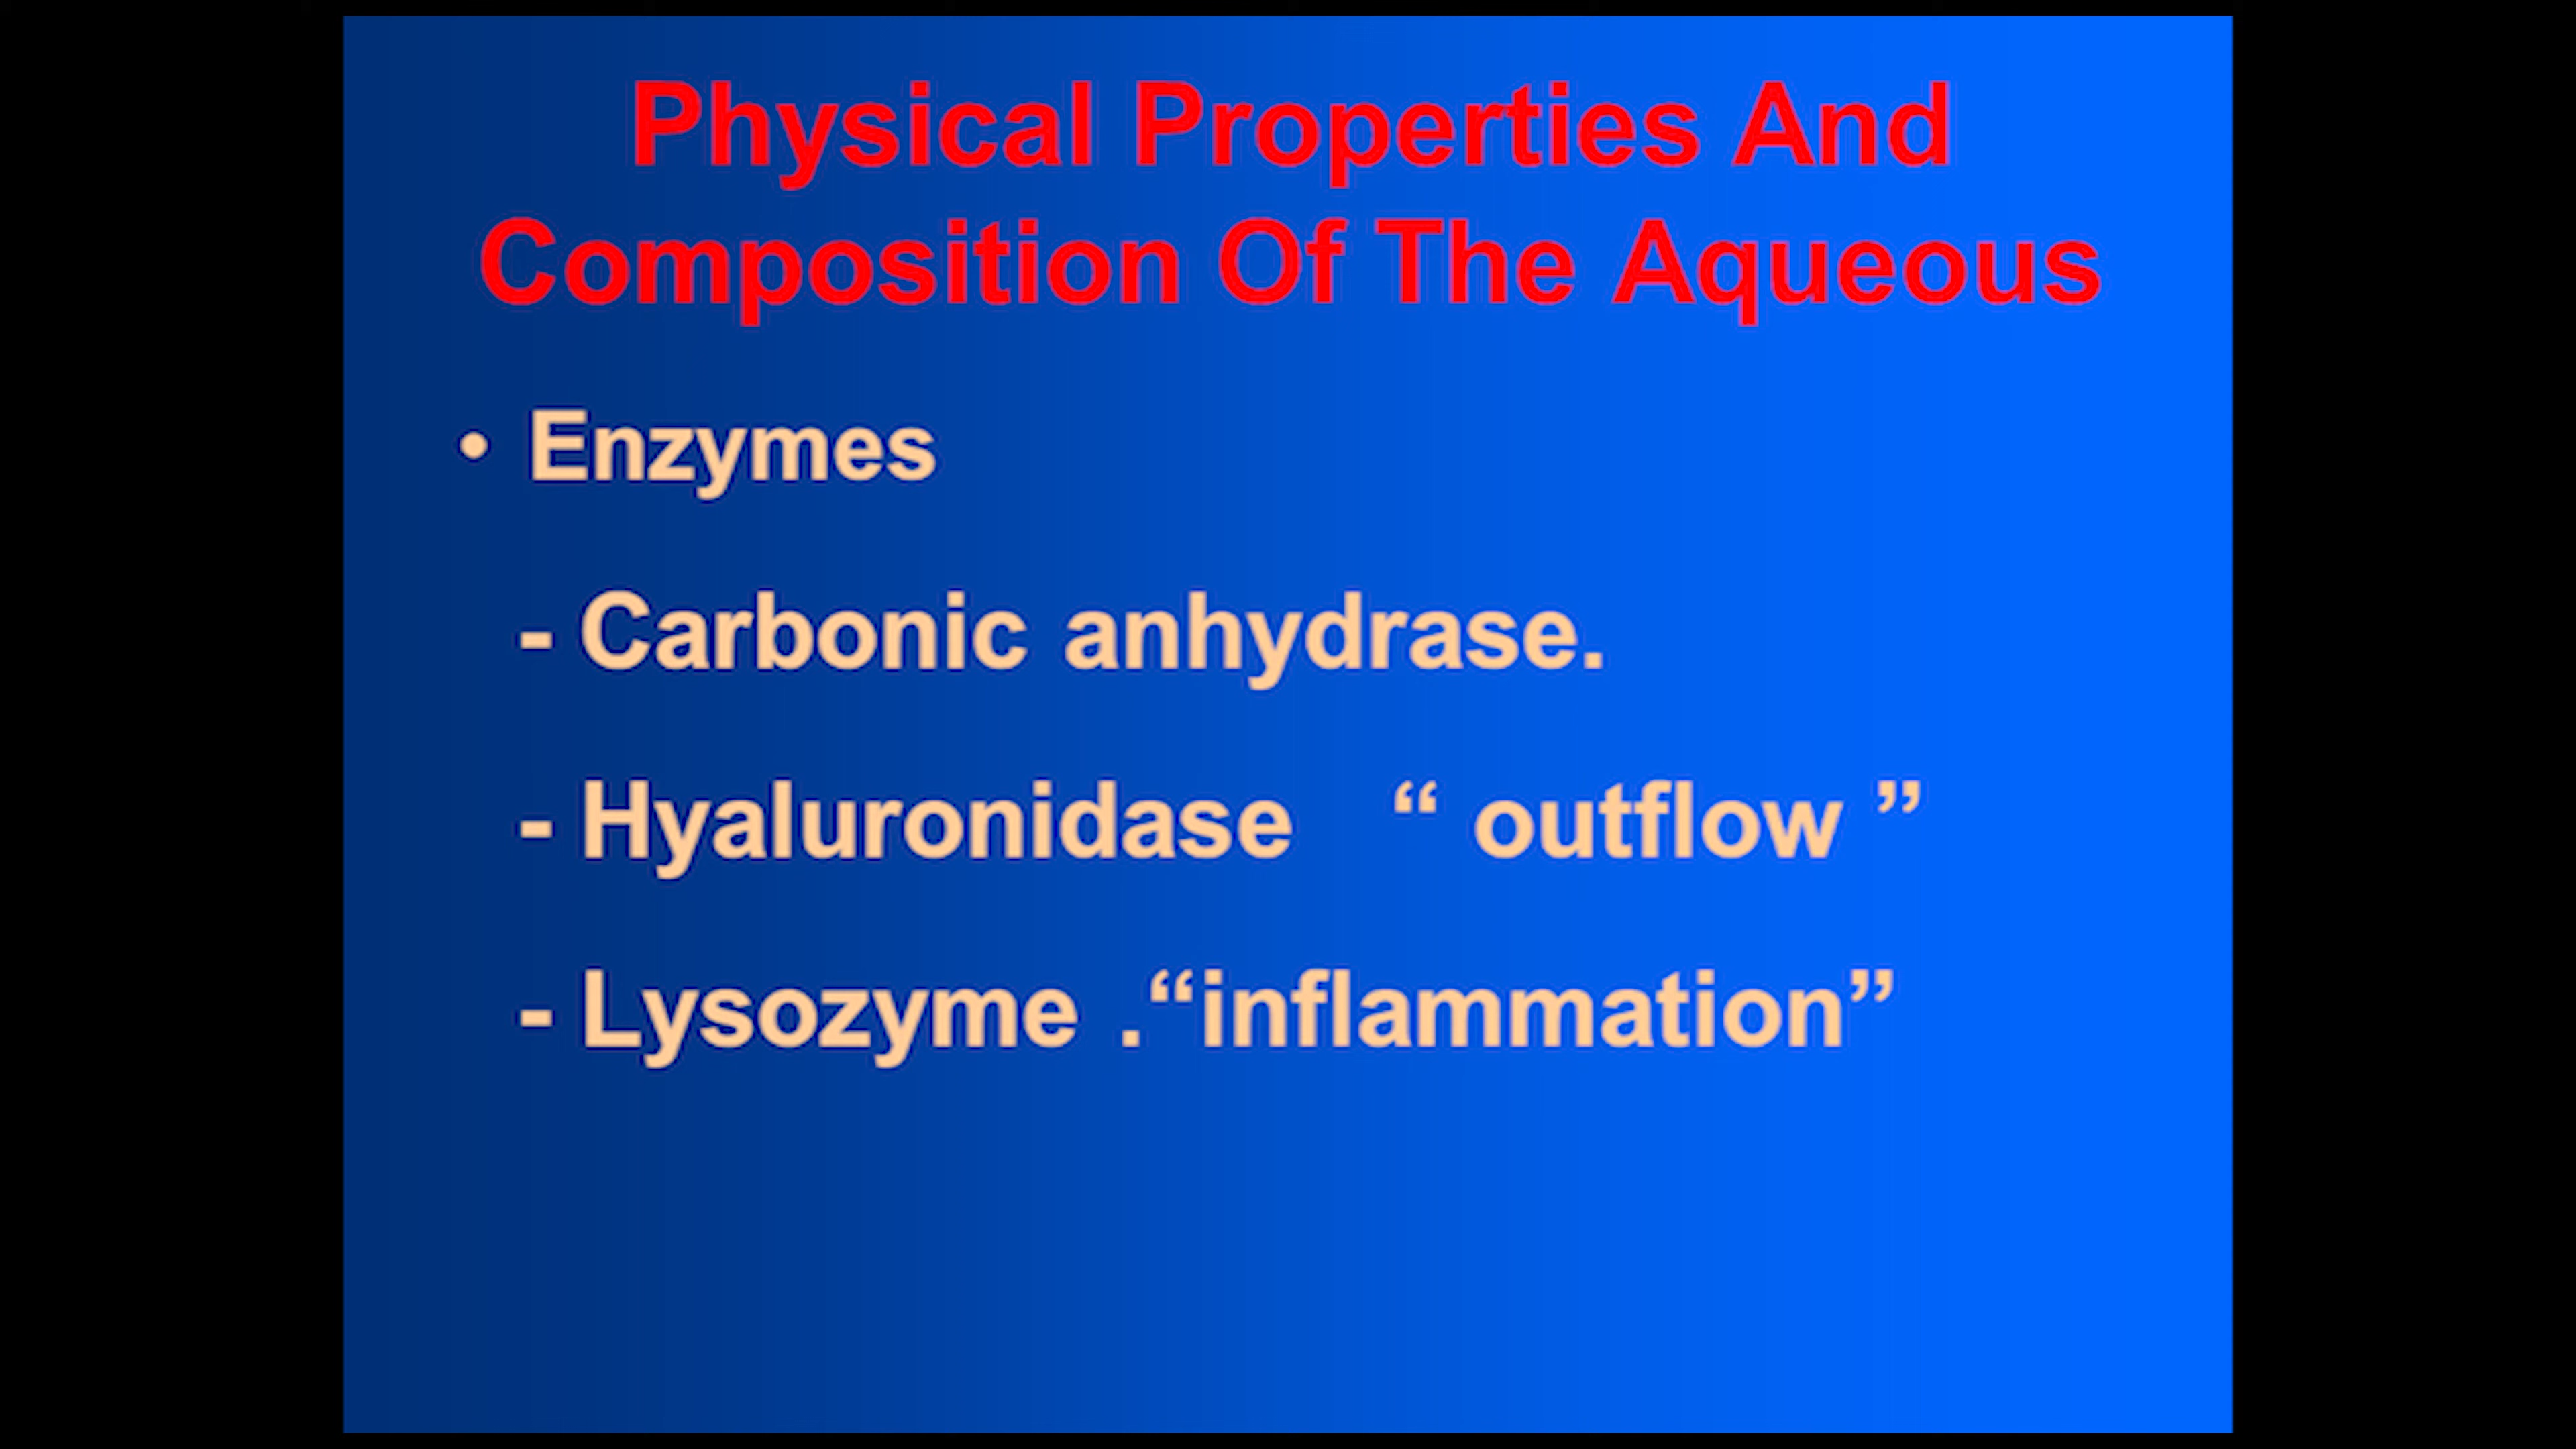 Physical Properties And
Composition Of The Aqueous
• Enzymes
- Carbonic anhydrase.
- Hyaluronidase “ outflow ”
- Lysozyme .“inflammation”